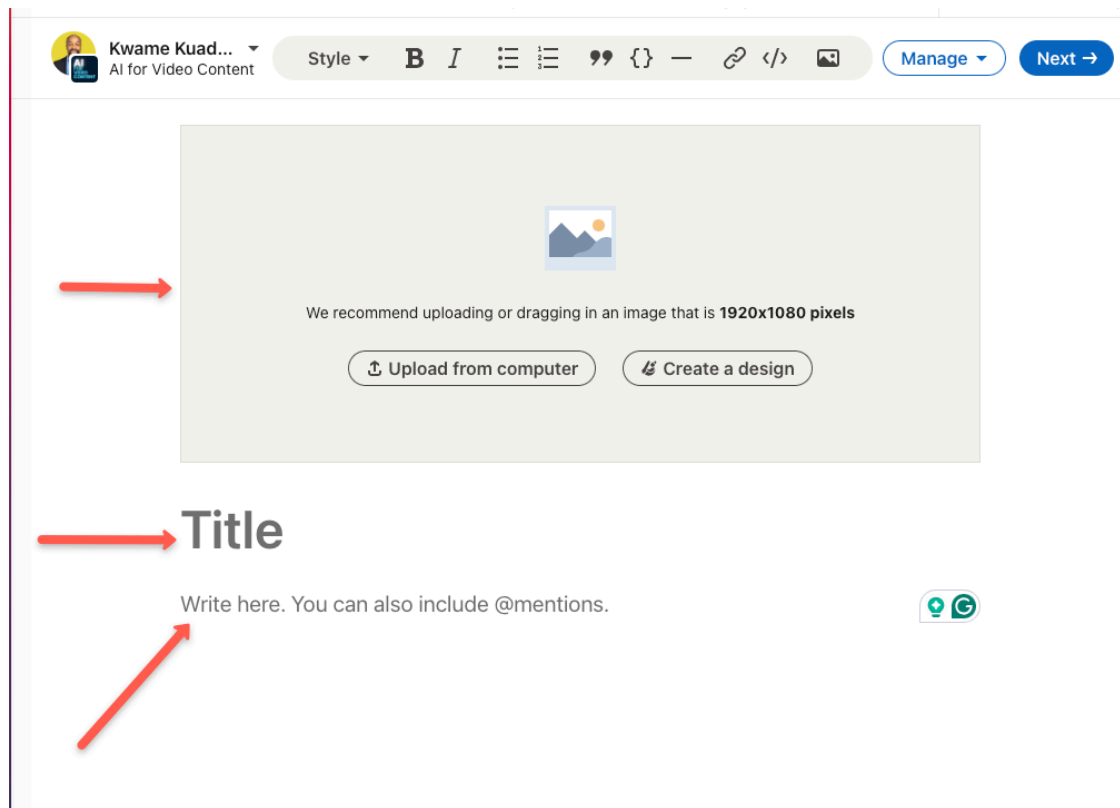 Kwame Kuad...
AI for Video Content
Style
B I
Manage
Next →
We recommend uploading or dragging in an image that is 1920x1080 pixels
Upload from computer
Create a design
Title
Write here. You can also include @mentions.